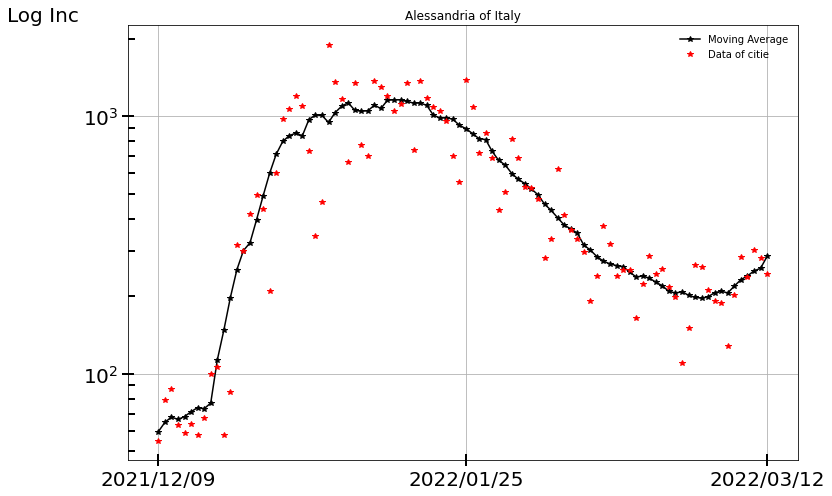 Log Inc
Alessandria of Italy
Moving Average
Data of citie
10³
10²
2021/12/09
2022/01/25
2022/03/12